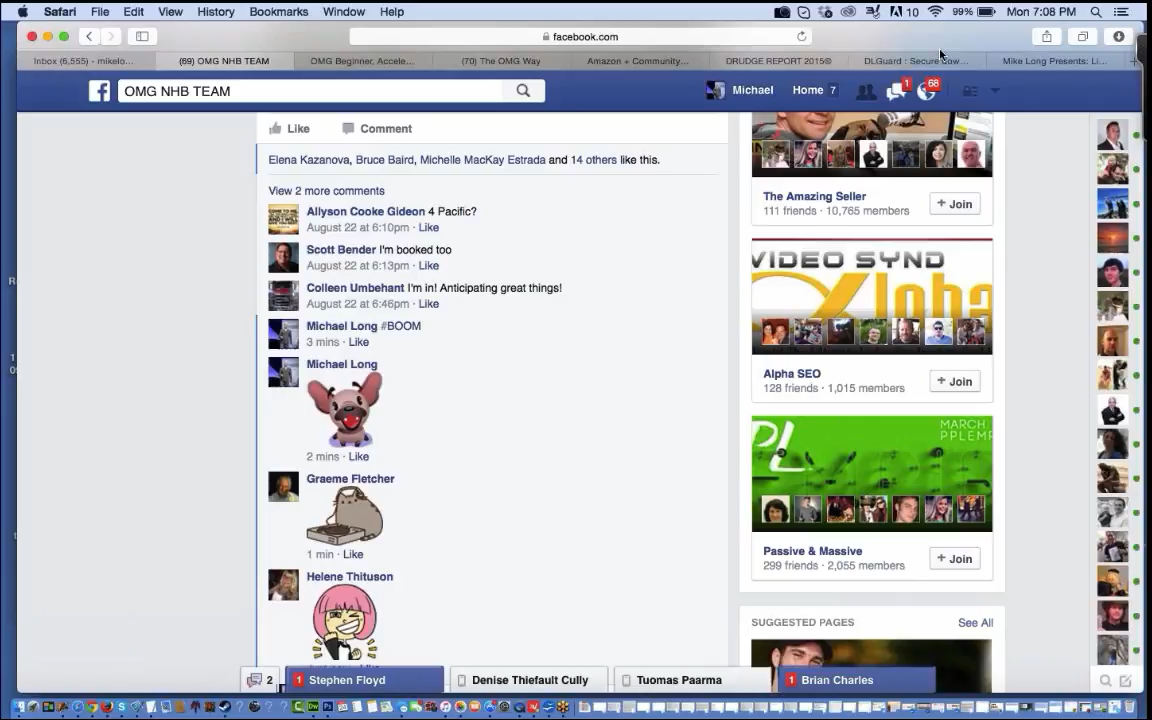 Safari File Edit View History Bookmarks Window Help
10 99% Mon 7:08 PM
facebook.com
Inbox (6,555) - mikelo... (69) OMG NHB TEAM OMG Beginner, Accele... (70) The OMG Way Amazon + Community... DRUDGE REPORT 2015® DLGuard : Secure Mike Long Presents: Li...
OMG NHB TEAM
Michael Home 7 1 68
Like Comment
Elena Kazanova, Bruce Baird, Michelle MacKay Estrada and 14 others like this.
View 2 more comments
Allyson Cooke Gideon 4 Pacific?
August 22 at 6:10pm · Like
Scott Bender I'm booked too
August 22 at 6:13pm · Like
Colleen Umbehant I'm in! Anticipating great things!
August 22 at 6:46pm · Like
Michael Long #BOOM
3 mins · Like
Michael Long
2 mins · Like
Graeme Fletcher
1 min · Like
Helene Thituson
The Amazing Seller
111 friends · 10,765 members
+ Join
VIDEO SYND
Alpha
Alpha SEO
128 friends · 1,015 members
+ Join
MARCH
Passive & Massive
299 friends · 2,055 members
+ Join
SUGGESTED PAGES See All
2 1 Stephen Floyd Denise Thiefault Cully Tuomas Paarma 1 Brian Charles